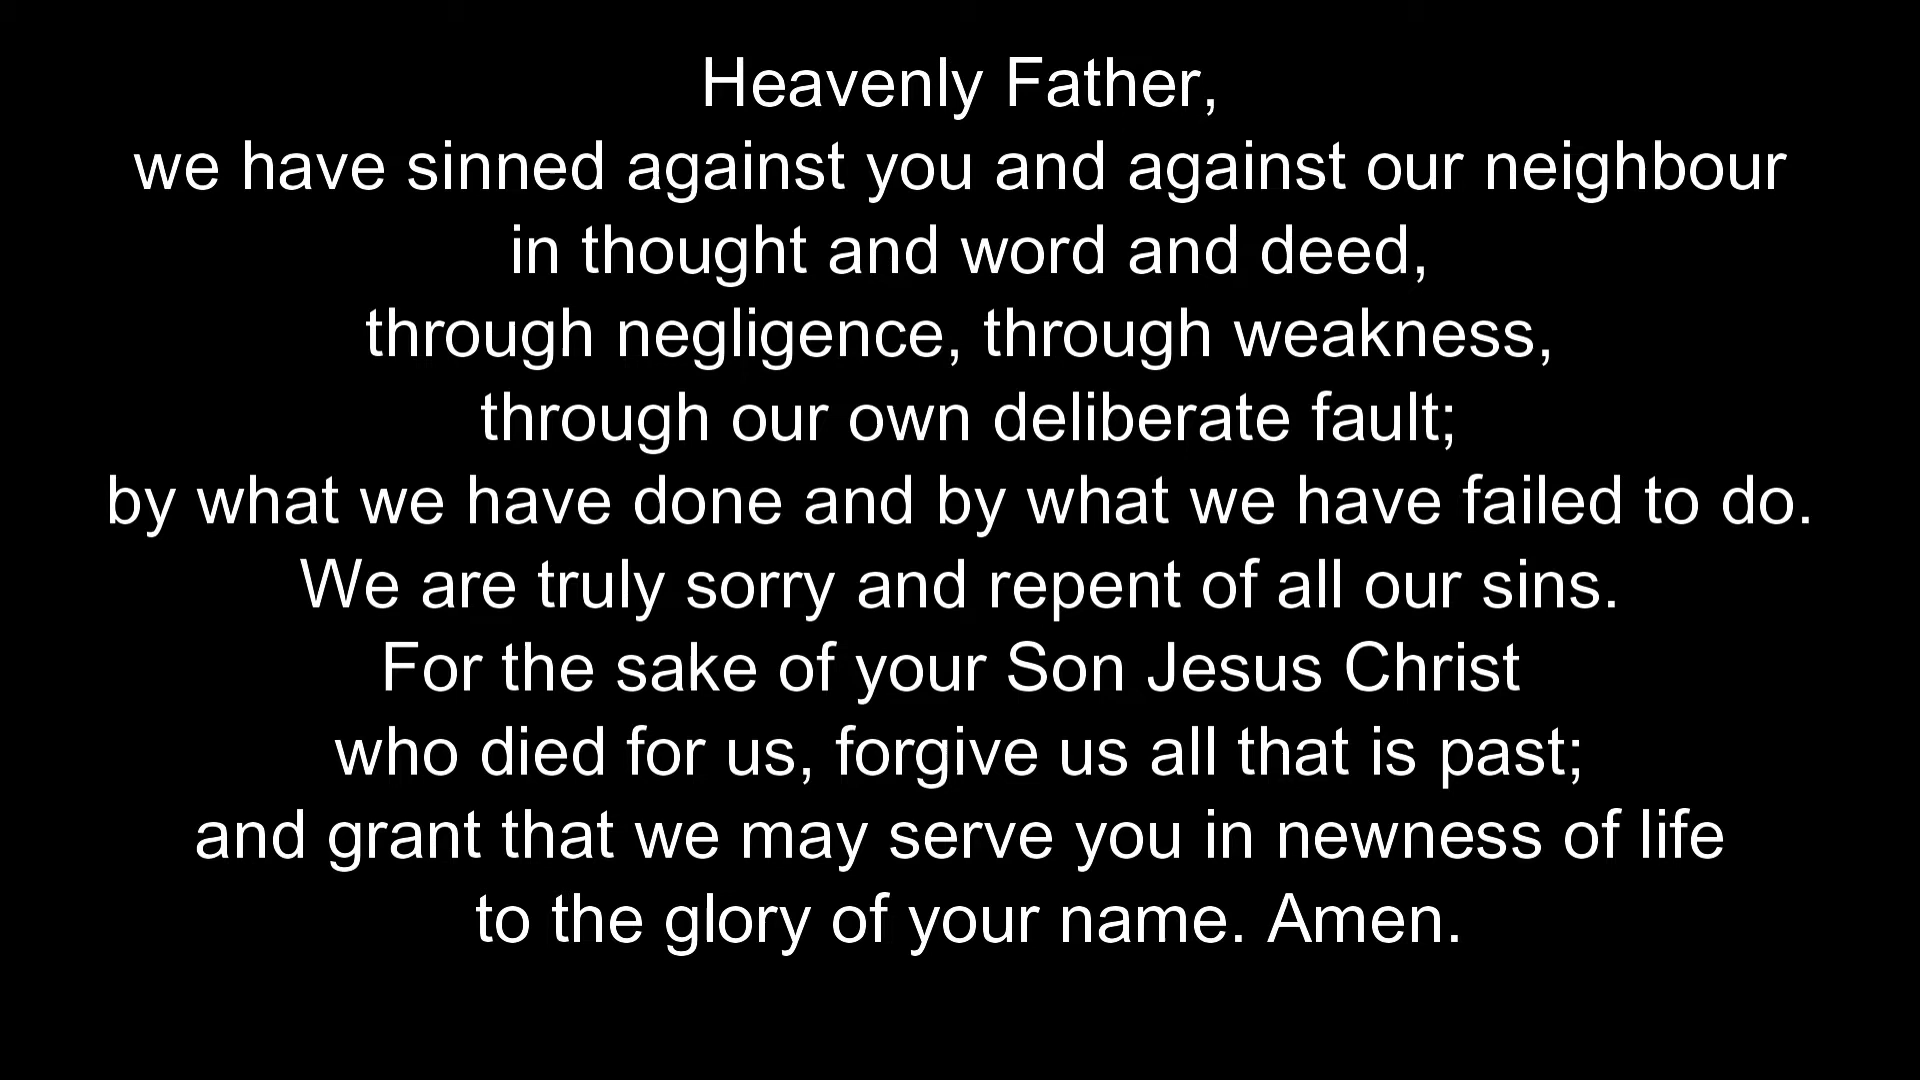 Heavenly Father,
we have sinned against you and against our neighbour
in thought and word and deed,
through negligence, through weakness,
through our own deliberate fault;
by what we have done and by what we have failed to do.
We are truly sorry and repent of all our sins.
For the sake of your Son Jesus Christ
who died for us, forgive us all that is past;
and grant that we may serve you in newness of life
to the glory of your name. Amen.